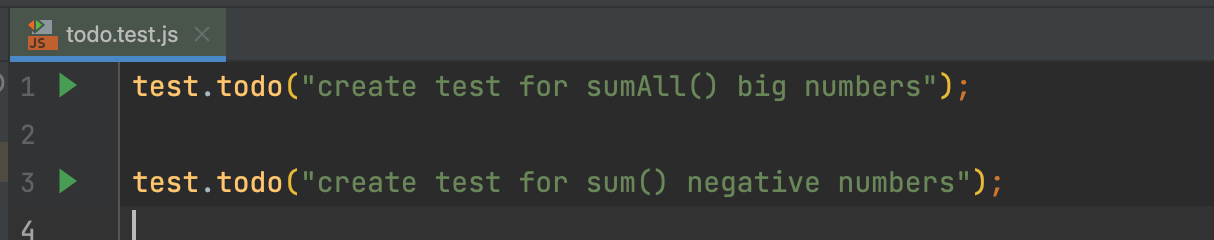 JS todo.test.js
1 test.todo("create test for sumAll() big numbers");
2
3 test.todo("create test for sum() negative numbers");
4